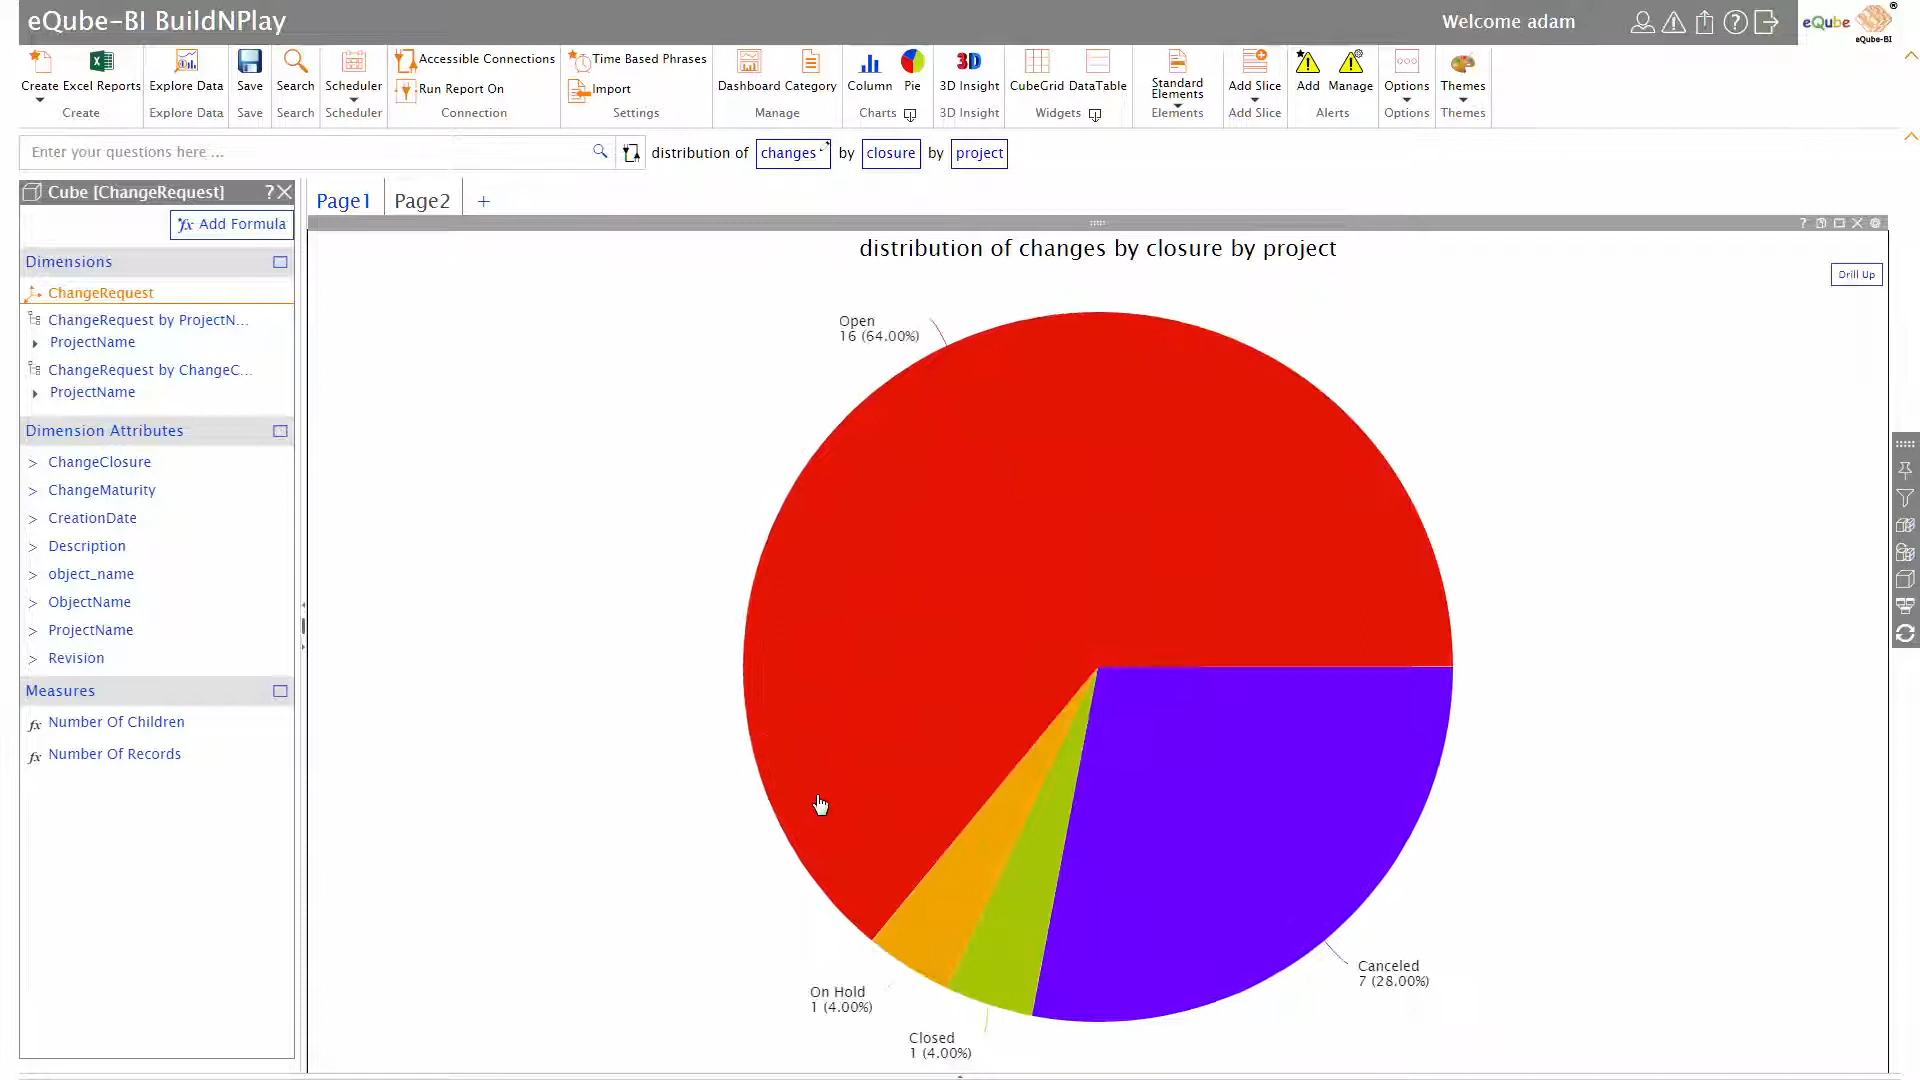 eQube-BI BuildNPlay
Welcome adam
eQube
eQube-BI
Create Excel Reports
Create
Explore Data
Explore Data
Save
Save
Search
Search
Scheduler
Scheduler
Accessible Connections
Run Report On
Connection
Time Based Phrases
Import
Settings
Dashboard Category
Manage
Column Pie
Charts
3D
3D Insight
3D Insight
CubeGrid DataTable
Widgets
Standard
Elements
Elements
Add Slice
Add Slice
Add Manage
Alerts
Options
Options
Themes
Themes
Enter your questions here ...
distribution of changes by closure by project
Cube [ChangeRequest] ?
fx Add Formula
Dimensions
ChangeRequest
ChangeRequest by ProjectN...
ProjectName
ChangeRequest by ChangeC...
ProjectName
Dimension Attributes
> ChangeClosure
> ChangeMaturity
> CreationDate
> Description
> object_name
> ObjectName
> ProjectName
> Revision
Measures
fx Number Of Children
fx Number Of Records
Page1 Page2 +
distribution of changes by closure by project
Drill Up
Open
16 (64.00%)
Canceled
7 (28.00%)
On Hold
1 (4.00%)
Closed
1 (4.00%)